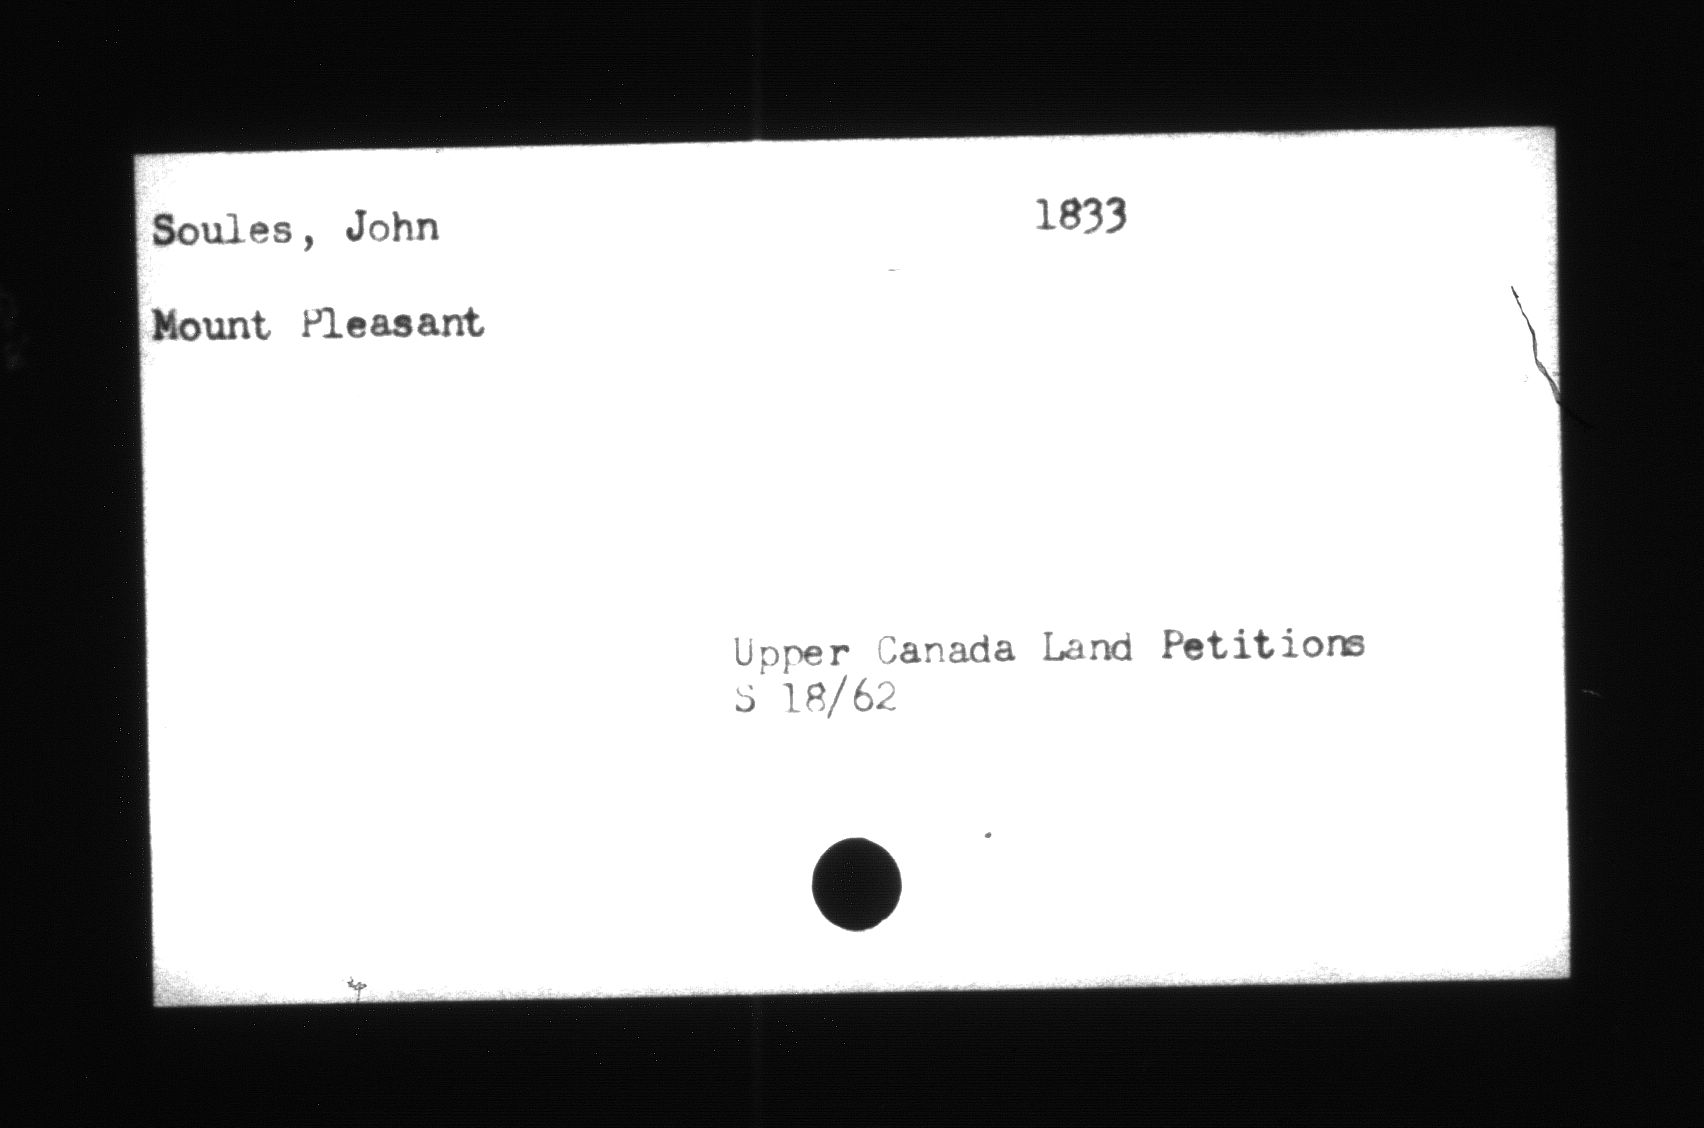 Soules, John 1833
Mount Pleasant
Upper Canada Land Petitions
S 18/62